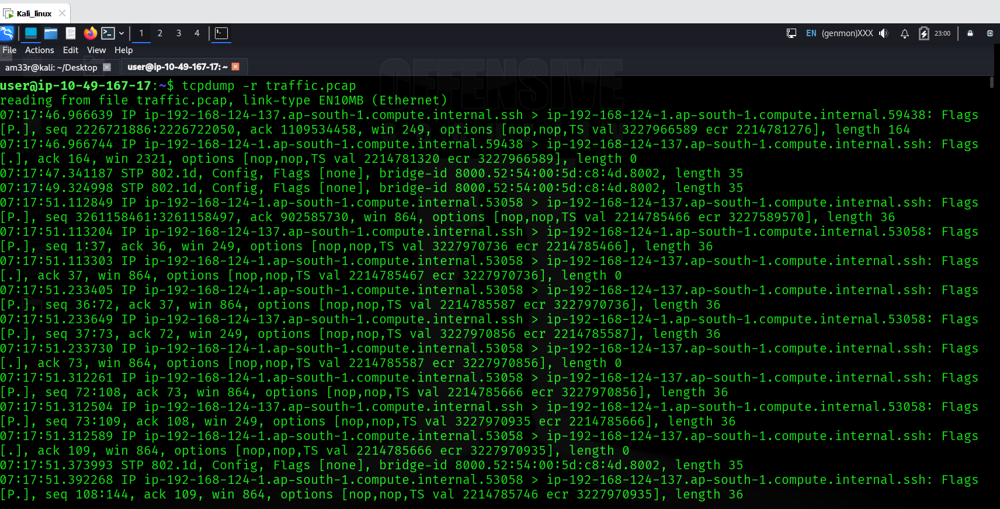 Kali_linux
1 2 3 4 EN (genmon)XXX 23:00
File Actions Edit View Help
am33r@kali: ~/Desktop user@ip-10-49-167-17: ~
OFFENSIVE
user@ip-10-49-167-17:~$ tcpdump -r traffic.pcap
reading from file traffic.pcap, link-type EN10MB (Ethernet)
07:17:46.966639 IP ip-192-168-124-137.ap-south-1.compute.internal.ssh > ip-192-168-124-1.ap-south-1.compute.internal.59438: Flags
[P.], seq 2226721886:2226722050, ack 1109534458, win 249, options [nop,nop,TS val 3227966589 ecr 2214781276], length 164
07:17:46.966744 IP ip-192-168-124-1.ap-south-1.compute.internal.59438 > ip-192-168-124-137.ap-south-1.compute.internal.ssh: Flags
[.], ack 164, win 2321, options [nop,nop,TS val 2214781320 ecr 3227966589], length 0
07:17:47.341187 STP 802.1d, Config, Flags [none], bridge-id 8000.52:54:00:5d:c8:4d.8002, length 35
07:17:49.324998 STP 802.1d, Config, Flags [none], bridge-id 8000.52:54:00:5d:c8:4d.8002, length 35
07:17:51.112849 IP ip-192-168-124-1.ap-south-1.compute.internal.53058 > ip-192-168-124-137.ap-south-1.compute.internal.ssh: Flags
[P.], seq 3261158461:3261158497, ack 902585730, win 864, options [nop,nop,TS val 2214785466 ecr 3227589570], length 36
07:17:51.113204 IP ip-192-168-124-137.ap-south-1.compute.internal.ssh > ip-192-168-124-1.ap-south-1.compute.internal.53058: Flags
[P.], seq 1:37, ack 36, win 249, options [nop,nop,TS val 3227970736 ecr 2214785466], length 36
07:17:51.113303 IP ip-192-168-124-1.ap-south-1.compute.internal.53058 > ip-192-168-124-137.ap-south-1.compute.internal.ssh: Flags
[.], ack 37, win 864, options [nop,nop,TS val 2214785467 ecr 3227970736], length 0
07:17:51.233405 IP ip-192-168-124-1.ap-south-1.compute.internal.53058 > ip-192-168-124-137.ap-south-1.compute.internal.ssh: Flags
[P.], seq 36:72, ack 37, win 864, options [nop,nop,TS val 2214785587 ecr 3227970736], length 36
07:17:51.233649 IP ip-192-168-124-137.ap-south-1.compute.internal.ssh > ip-192-168-124-1.ap-south-1.compute.internal.53058: Flags
[P.], seq 37:73, ack 72, win 249, options [nop,nop,TS val 3227970856 ecr 2214785587], length 36
07:17:51.233730 IP ip-192-168-124-1.ap-south-1.compute.internal.53058 > ip-192-168-124-137.ap-south-1.compute.internal.ssh: Flags
[.], ack 73, win 864, options [nop,nop,TS val 2214785587 ecr 3227970856], length 0
07:17:51.312261 IP ip-192-168-124-1.ap-south-1.compute.internal.53058 > ip-192-168-124-137.ap-south-1.compute.internal.ssh: Flags
[P.], seq 72:108, ack 73, win 864, options [nop,nop,TS val 2214785666 ecr 3227970856], length 36
07:17:51.312504 IP ip-192-168-124-137.ap-south-1.compute.internal.ssh > ip-192-168-124-1.ap-south-1.compute.internal.53058: Flags
[P.], seq 73:109, ack 108, win 249, options [nop,nop,TS val 3227970935 ecr 2214785666], length 36
07:17:51.312589 IP ip-192-168-124-1.ap-south-1.compute.internal.53058 > ip-192-168-124-137.ap-south-1.compute.internal.ssh: Flags
[.], ack 109, win 864, options [nop,nop,TS val 2214785666 ecr 3227970935], length 0
07:17:51.373993 STP 802.1d, Config, Flags [none], bridge-id 8000.52:54:00:5d:c8:4d.8002, length 35
07:17:51.392268 IP ip-192-168-124-1.ap-south-1.compute.internal.53058 > ip-192-168-124-137.ap-south-1.compute.internal.ssh: Flags
[P.], seq 108:144, ack 109, win 864, options [nop,nop,TS val 2214785746 ecr 3227970935], length 36